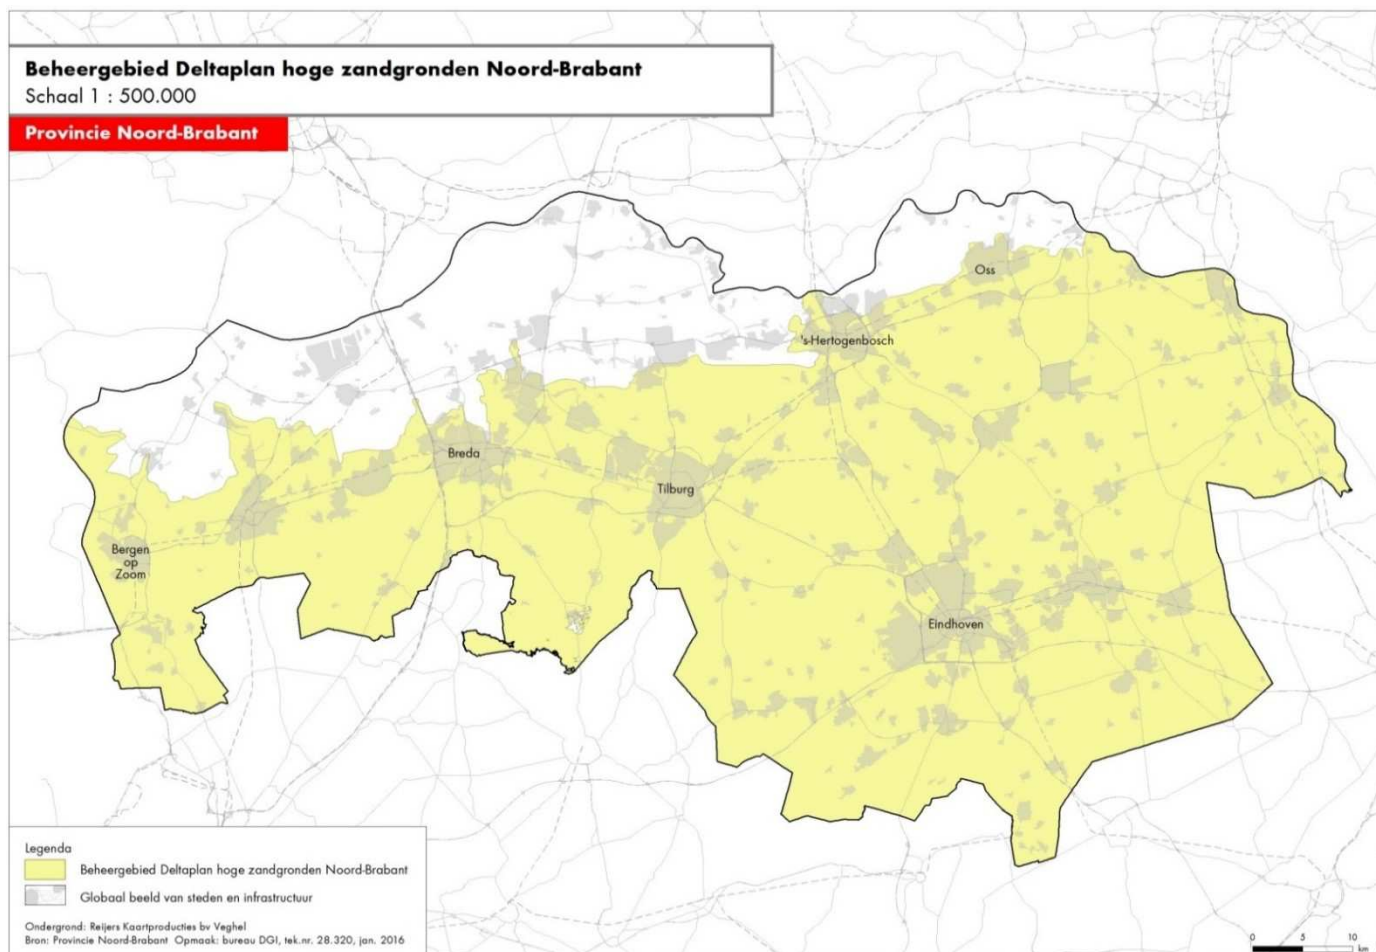 Beheergebied Deltaplan hoge zandgronden Noord-Brabant
Schaal 1 : 500.000
Provincie Noord-Brabant
Oss
's-Hertogenbosch
Breda
Tilburg
Bergen
op
Zoom
Eindhoven
Legenda
Beheergebied Deltaplan hoge zandgronden Noord-Brabant
Globaal beeld van steden en infrastructuur
Ondergrond: Reijers Kaartproducties bv Veghel
Bron: Provincie Noord-Brabant Opmaak: bureau DGI, tek.nr. 28.320, jan. 2016
0 5 10
km